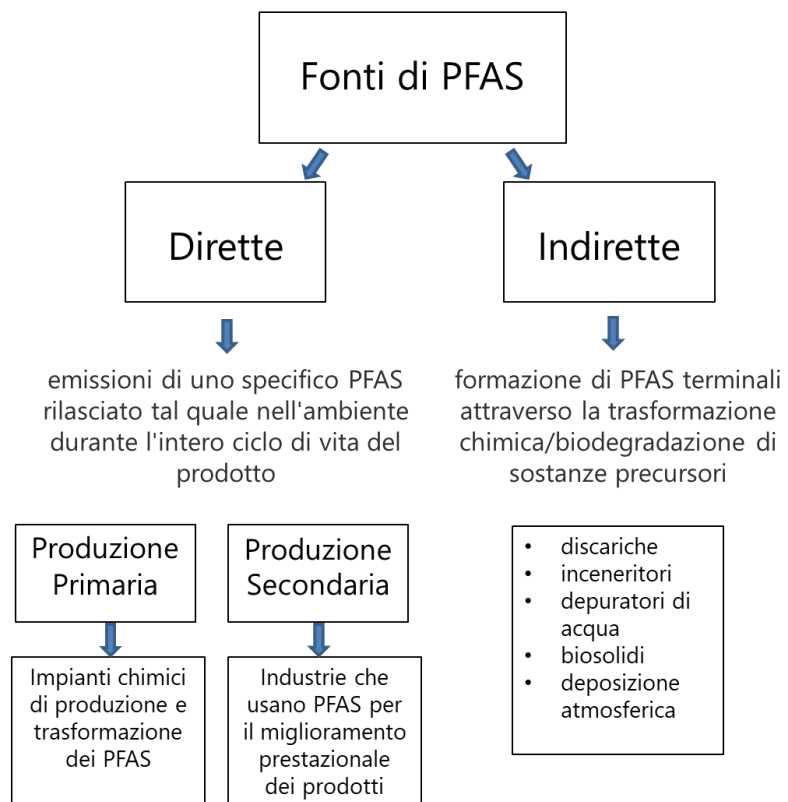 Fonti di PFAS
Dirette
Indirette
emissioni di uno specifico PFAS
rilasciato tal quale nell'ambiente
durante l'intero ciclo di vita del
prodotto
formazione di PFAS terminali
attraverso la trasformazione
chimica/biodegradazione di
sostanze precursori
Produzione
Primaria
Produzione
Secondaria
• discariche
• inceneritori
• depuratori di
acqua
• biosolidi
• deposizione
atmosferica
Impianti chimici
di produzione e
trasformazione
dei PFAS
Industrie che
usano PFAS per
il miglioramento
prestazionale
dei prodotti